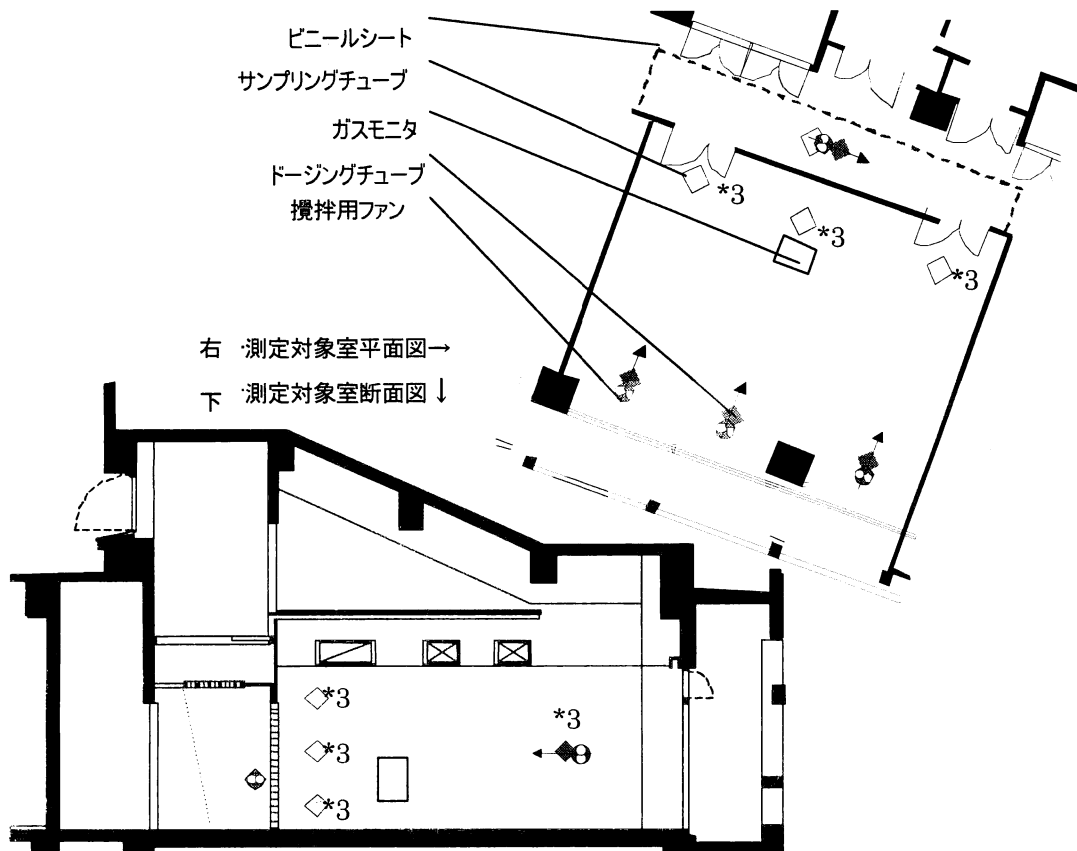 ビニールシート
サンプリングチューブ
ガスモニタ
ドージングチューブ
攪拌用ファン
*3
*3
*3
右 ·測定対象室平面図→
下 ·測定対象室断面図↓
*3
*3
*3
*3